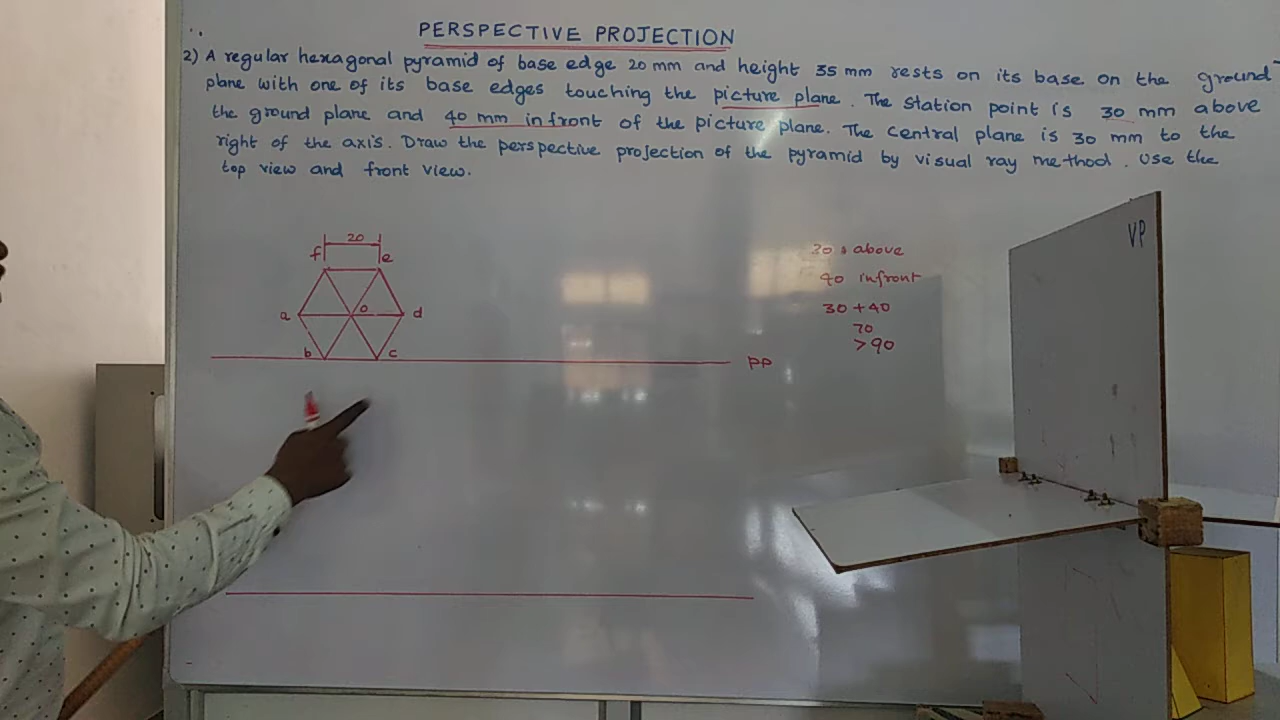 PERSPECTIVE PROJECTION
2) A regular hexagonal pyramid of base edge 20 mm and height 35 mm rests on its base on the ground
plane with one of its base edges touching the picture plane. The station point is 30 mm above
the ground plane and 40 mm infront of the picture plane. The central plane is 30 mm to the
right of the axis. Draw the perspective projection of the pyramid by visual ray method. Use the
top view and front view.
VP
20
f e
a o d
b c
PP
above
40 infront
30 + 40
70
> 90